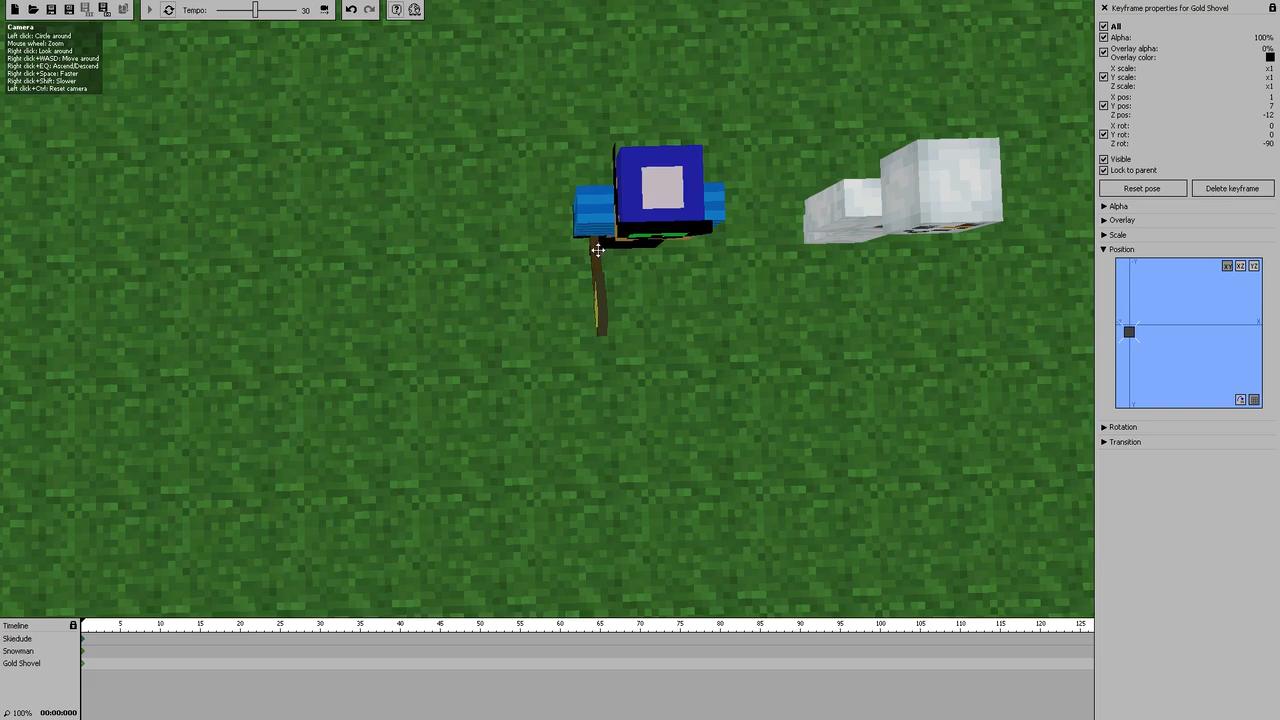 Tempo: 30
Camera
Left click: Circle around
Mouse wheel: Zoom
Right click: Look around
Right click+WASD: Move around
Right click+EQ: Ascend/Descend
Right click+Space: Faster
Right click+Shift: Slower
Left click+Ctrl: Reset camera
Keyframe properties for Gold Shovel
All
Alpha: 100%
Overlay alpha: 0%
Overlay color:
X scale: x1
Y scale: x1
Z scale: x1
X pos: 1
Y pos: 7
Z pos: -12
X rot: 0
Y rot: 0
Z rot: -90
Visible
Lock to parent
Reset pose Delete keyframe
Alpha
Overlay
Scale
Position
XY XZ YZ
-Y
X
Y
Rotation
Transition
Timeline
5 10 15 20 25 30 35 40 45 50 55 60 65 70 75 80 85 90 95 100 105 110 115 120 125
Skiedude
Snowman
Gold Shovel
100% 00:00:000